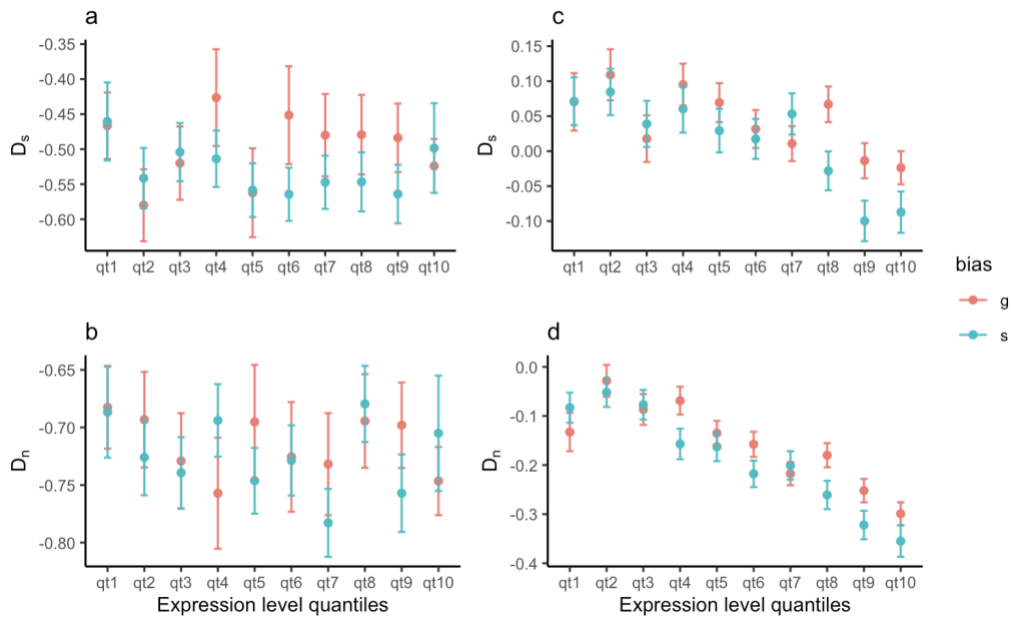 a
-0.35
-0.40
-0.45
-0.50
-0.55
-0.60
Ds
qt1 qt2 qt3 qt4 qt5 qt6 qt7 qt8 qt9 qt10
c
0.15
0.10
0.05
0.00
-0.05
-0.10
Ds
qt1 qt2 qt3 qt4 qt5 qt6 qt7 qt8 qt9 qt10
b
-0.65
-0.70
-0.75
-0.80
Dn
qt1 qt2 qt3 qt4 qt5 qt6 qt7 qt8 qt9 qt10
Expression level quantiles
d
0.0
-0.1
-0.2
-0.3
-0.4
Dn
qt1 qt2 qt3 qt4 qt5 qt6 qt7 qt8 qt9 qt10
Expression level quantiles
bias
g
s